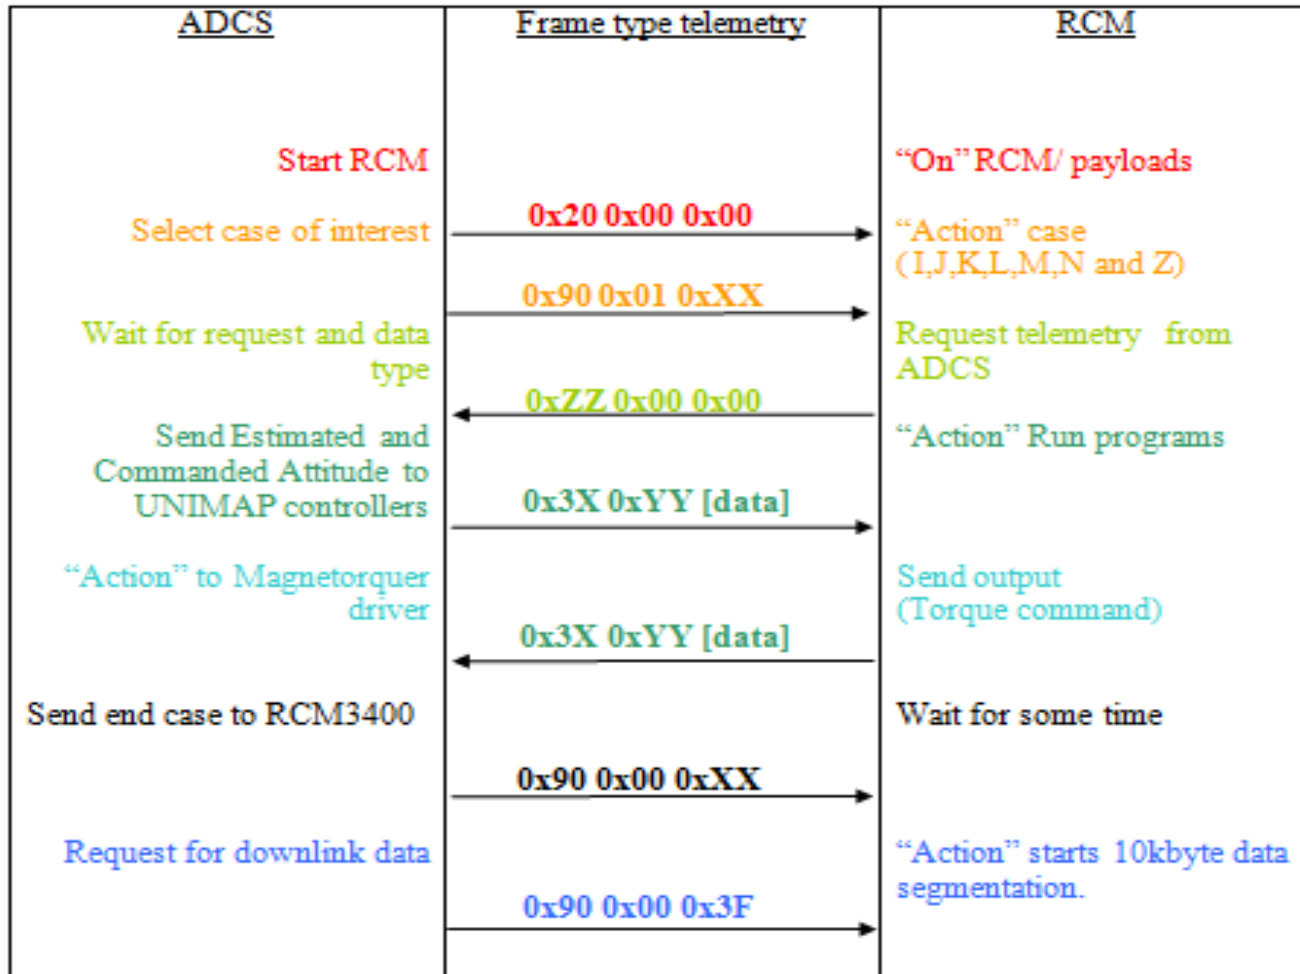 ADCS Frame type telemetry RCM
Start RCM “On” RCM/ payloads
0x20 0x00 0x00
Select case of interest “Action” case
(I,J,K,L,M,N and Z)
0x90 0x01 0xXX
Wait for request and data Request telemetry from
type ADCS
0xZZ 0x00 0x00
Send Estimated and “Action” Run programs
Commanded Attitude to
UNIMAP controllers
0x3X 0xYY [data]
“Action” to Magnetorquer Send output
driver (Torque command)
0x3X 0xYY [data]
Send end case to RCM3400 Wait for some time
0x90 0x00 0xXX
Request for downlink data “Action” starts 10kbyte data
segmentation.
0x90 0x00 0x3F